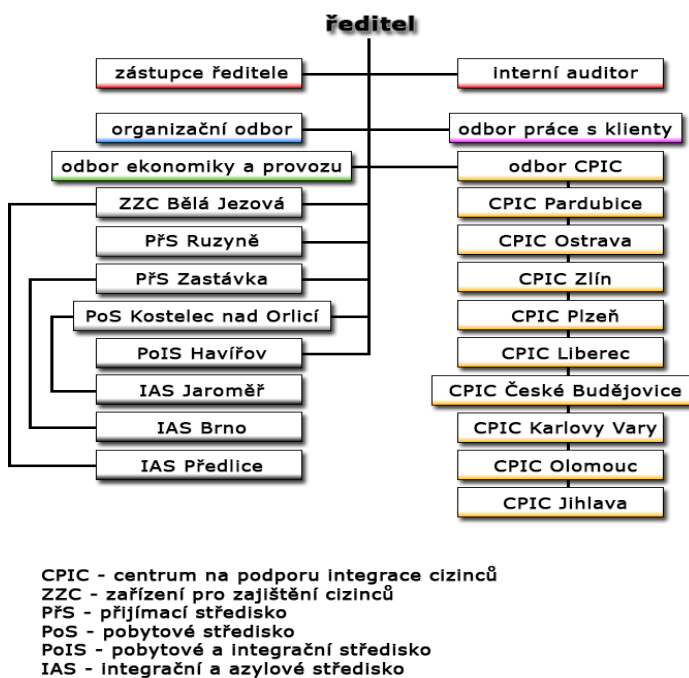 ředitel
zástupce ředitele
interní auditor
organizační odbor
odbor práce s klienty
odbor ekonomiky a provozu
odbor CPIC
ZZC Bělá Jezová
CPIC Pardubice
PřS Ruzyně
CPIC Ostrava
PřS Zastávka
CPIC Zlín
PoS Kostelec nad Orlicí
CPIC Plzeň
PoIS Havířov
CPIC Liberec
IAS Jaroměř
CPIC České Budějovice
IAS Brno
CPIC Karlovy Vary
IAS Předlice
CPIC Olomouc
CPIC Jihlava
CPIC - centrum na podporu integrace cizinců
ZZC - zařízení pro zajištění cizinců
PřS - přijímací středisko
PoS - pobytové středisko
PoIS - pobytové a integrační středisko
IAS - integrační a azylové středisko